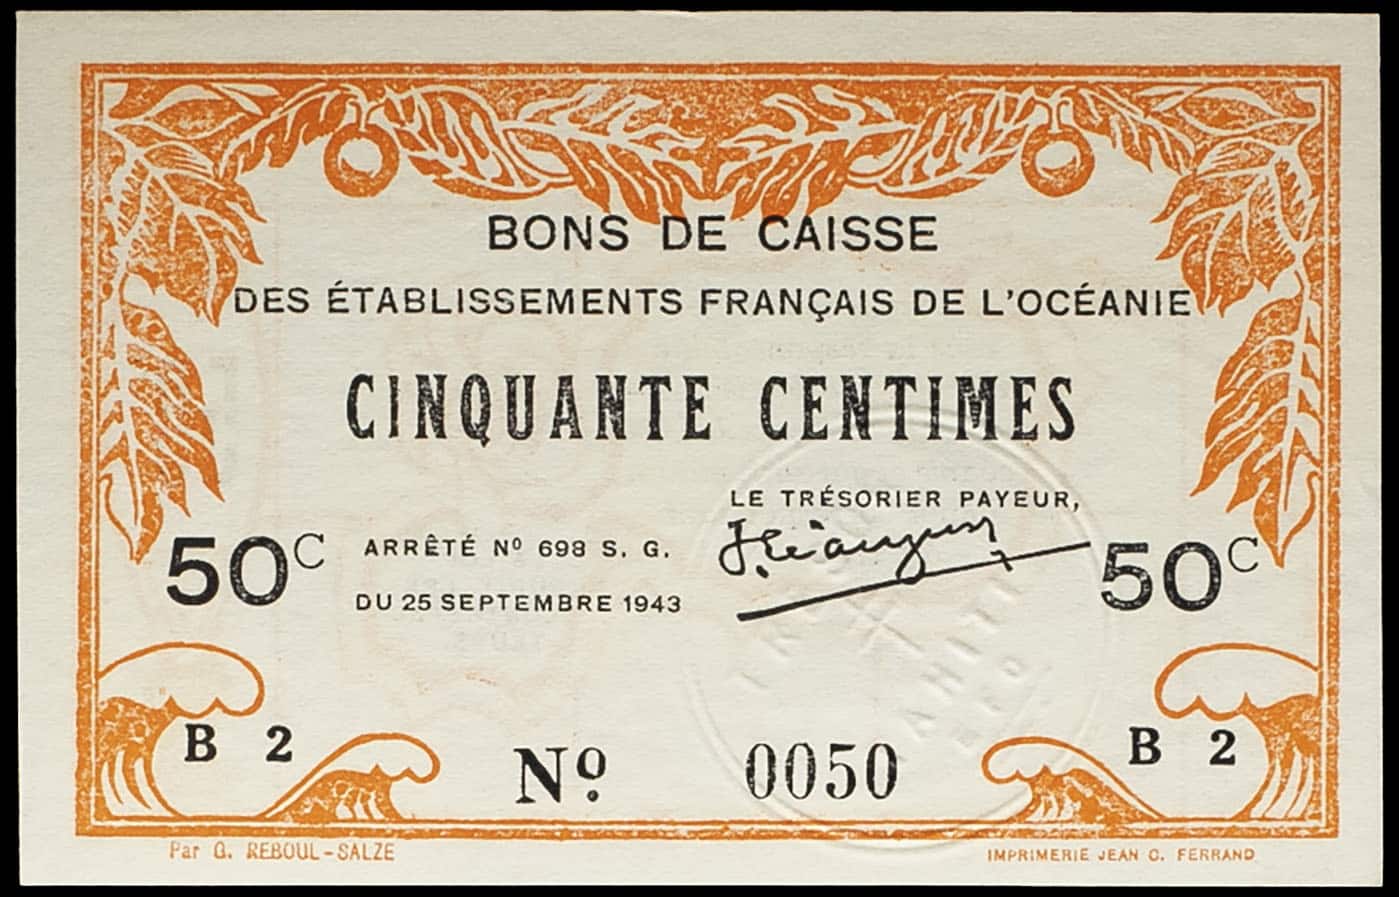 BONS DE CAISSE
DES ÉTABLISSEMENTS FRANÇAIS DE L'OCÉANIE
CINQUANTE CENTIMES
LE TRÉSORIER PAYEUR,
50C ARRÊTÉ Nº 698 S. G. 50C
DU 25 SEPTEMBRE 1943
B 2 B 2
Nº. 0050
Par G. REBOUL-SALZE IMPRIMERIE JEAN C. FERRAND